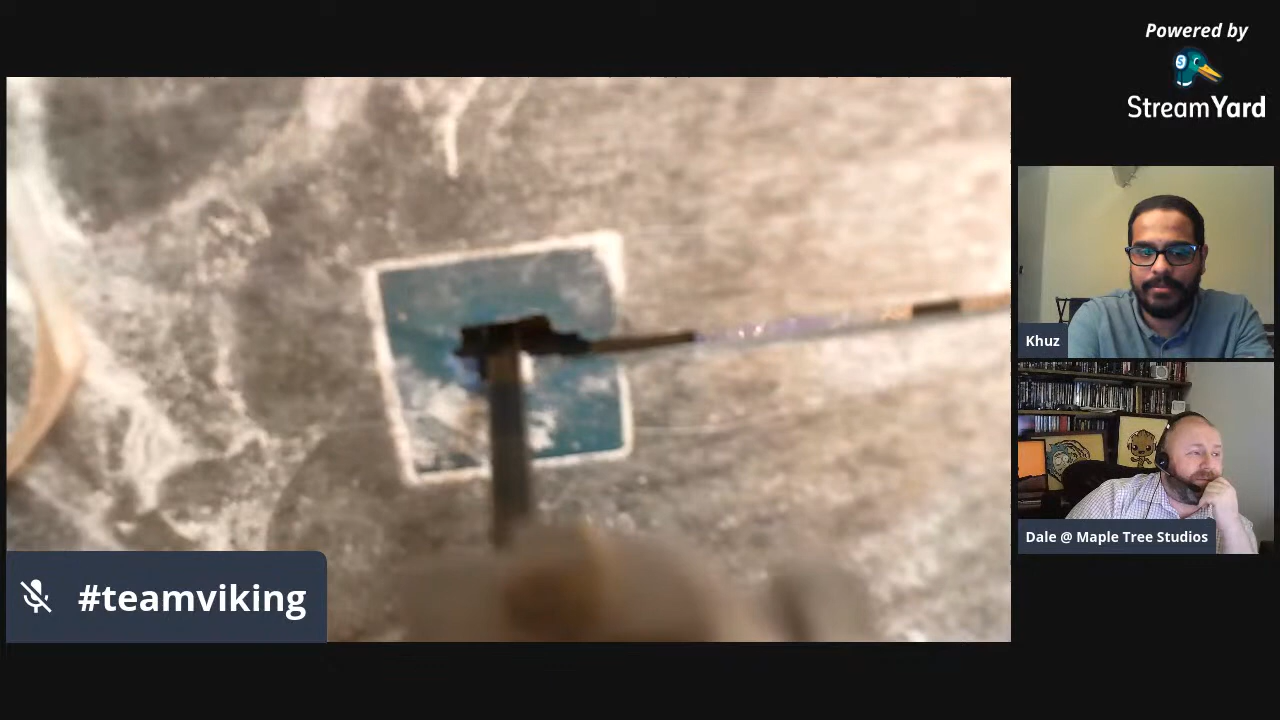 Powered by
StreamYard
Khuz
Dale @ Maple Tree Studios
#teamviking